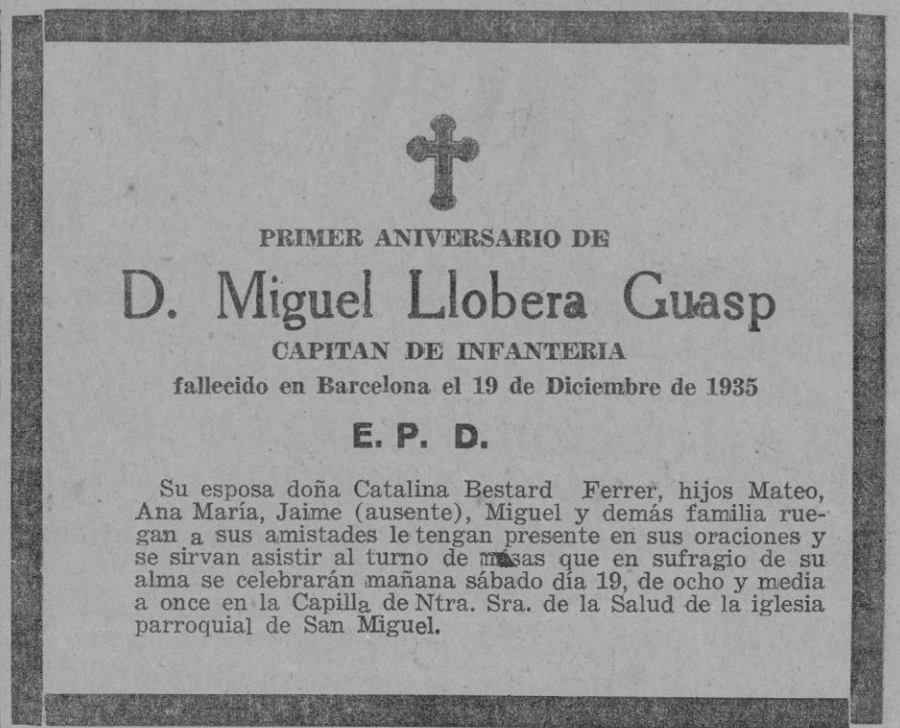 PRIMER ANIVERSARIO DE
D. Miguel Llobera Guasp
CAPITAN DE INFANTERIA
fallecido en Barcelona el 19 de Diciembre de 1935
E. P. D.
Su esposa doña Catalina Bestard Ferrer, hijos Mateo,
Ana María, Jaime (ausente), Miguel y demás familia rue-
gan a sus amistades le tengan presente en sus oraciones y
se sirvan asistir al turno de misas que en sufragio de su
alma se celebrarán mañana sábado día 19, de ocho y media
a once en la Capilla de Ntra. Sra. de la Salud de la iglesia
parroquial de San Miguel.